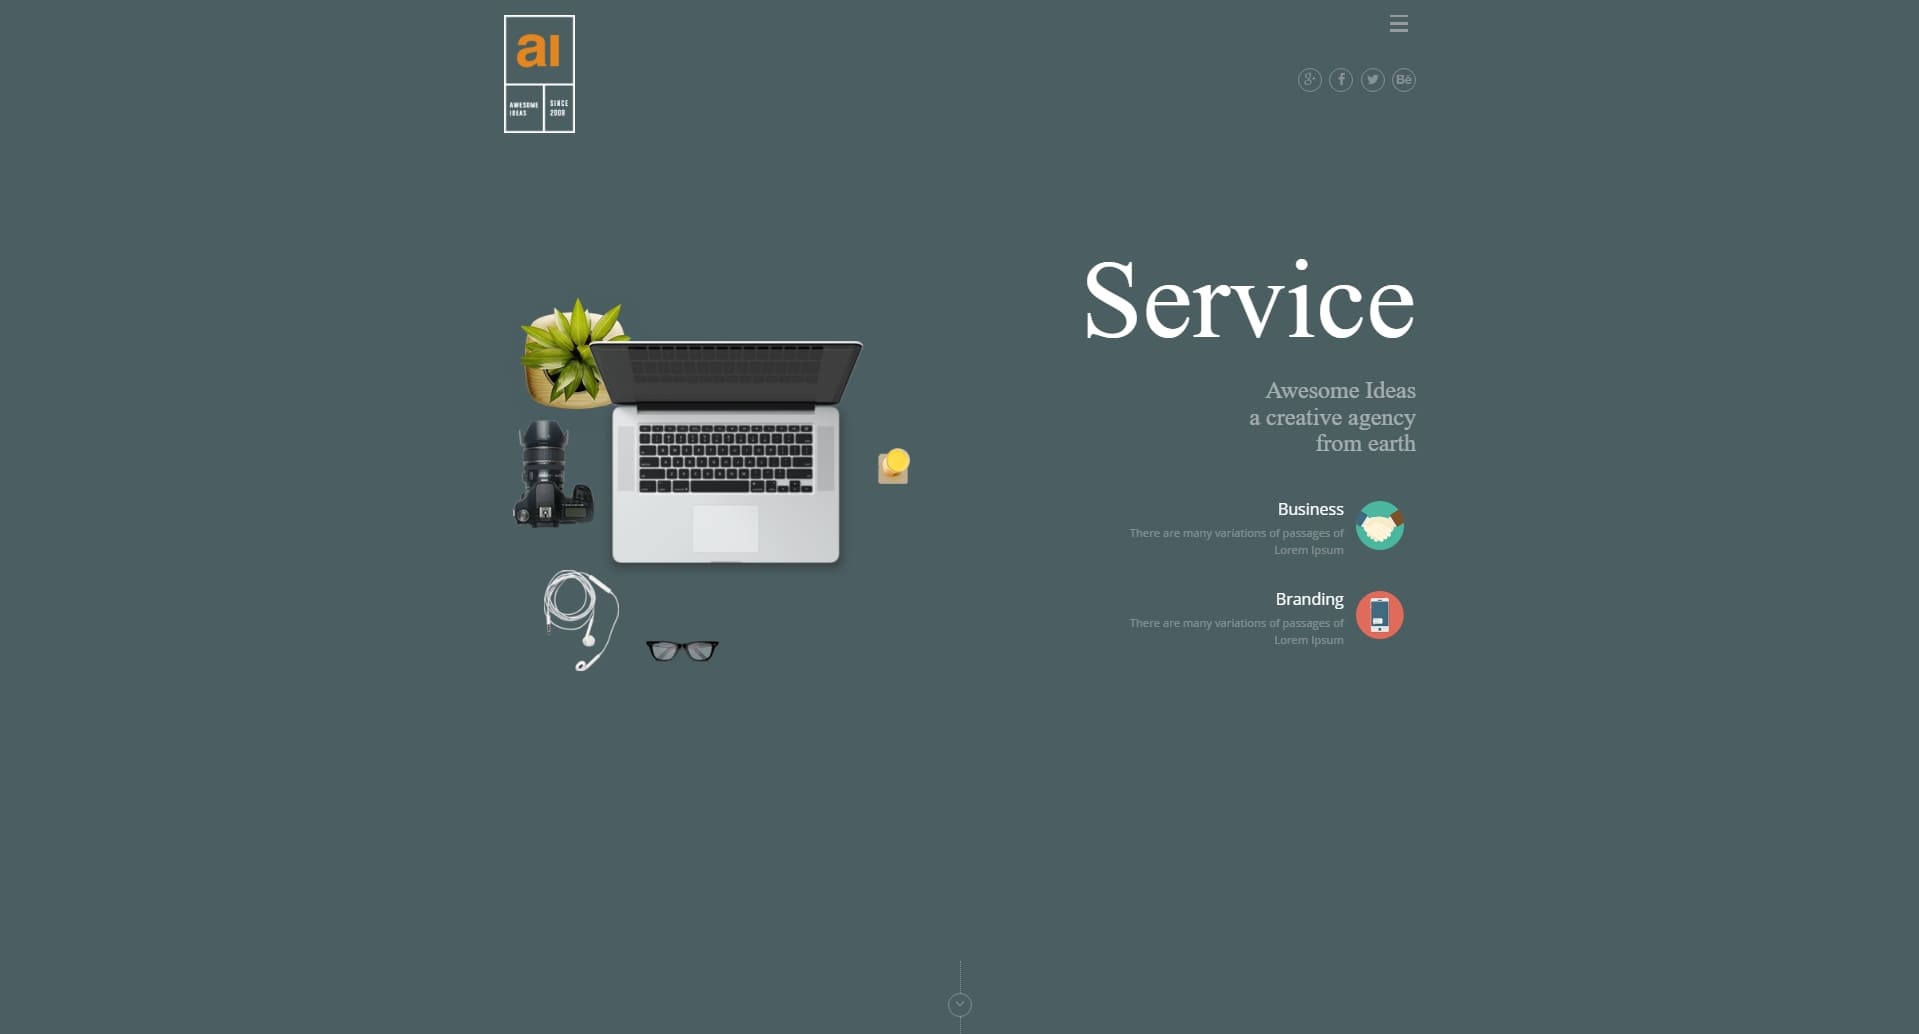 aı
AWESOME
IDEAS
SINCE
2008
Bē
Service
Awesome Ideas
a creative agency
from earth
Business
There are many variations of passages of
Lorem Ipsum
Branding
There are many variations of passages of
Lorem Ipsum